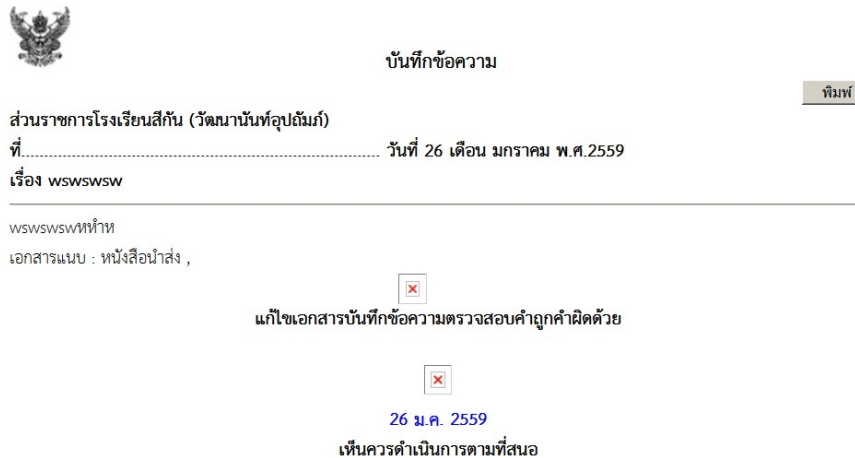 บันทึกข้อความ
พิมพ์
ส่วนราชการโรงเรียนสีกัน (วัฒนานันท์อุปถัมภ์)
ที่.............................................................................. วันที่ 26 เดือน มกราคม พ.ศ.2559
เรื่อง wswswsw
wswswswหหำห
เอกสารแนบ : หนังสือนำส่ง ,
แก้ไขเอกสารบันทึกข้อความตรวจสอบคำถูกคำผิดด้วย
26 ม.ค. 2559
เห็นควรดำเนินการตามที่สนอ